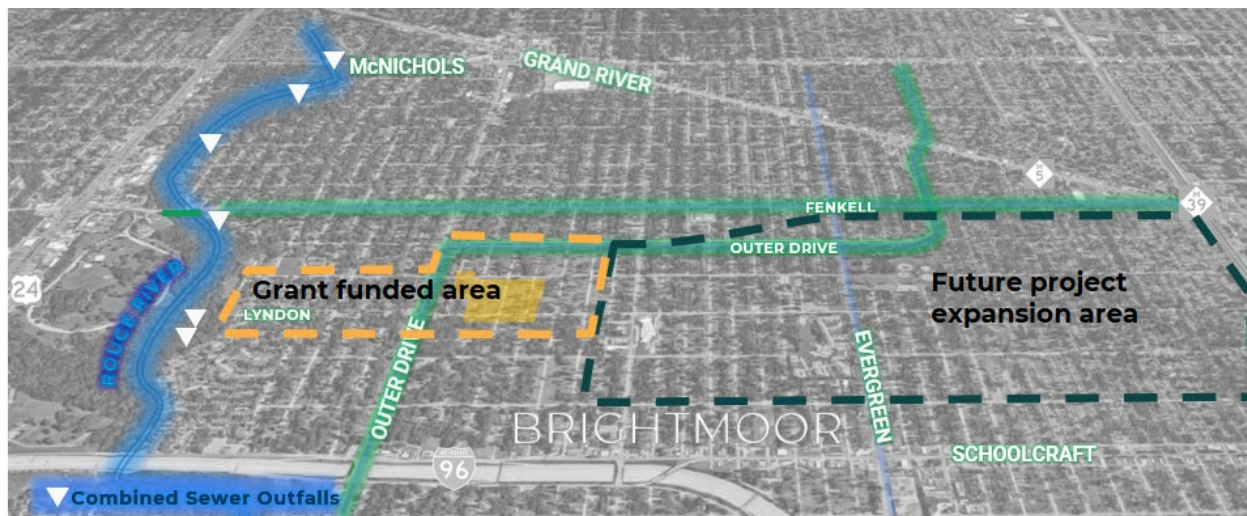 McNICHOLS
GRAND RIVER
M
5
M
39
FENKELL
OUTER DRIVE
24
ROUGE RIVER
Grant funded area
LYNDON
Future project
expansion area
OUTER DRIVE
EVERGREEN
BRIGHTMOOR
SCHOOLCRAFT
96
Combined Sewer Outfalls